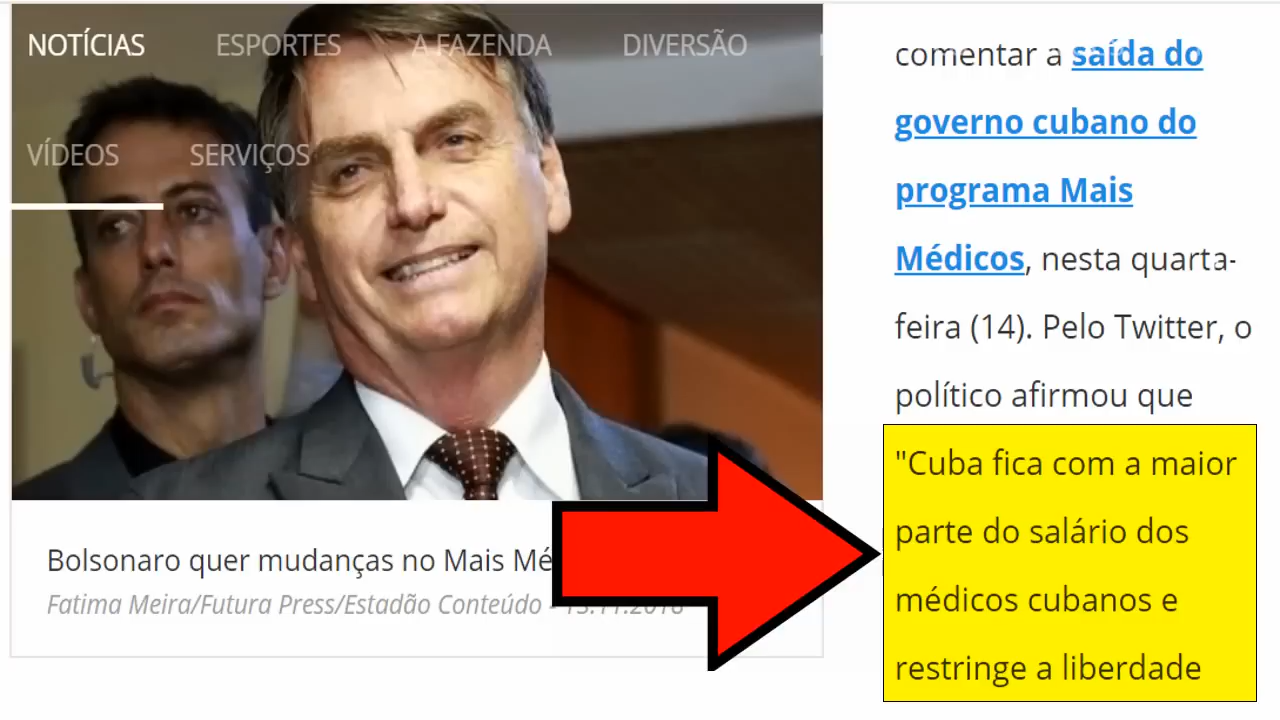 NOTÍCIAS ESPORTES A FAZENDA DIVERSÃO
VÍDEOS SERVIÇOS
Bolsonaro quer mudanças no Mais
Fatima Meira/Futura Press/Estadão Conteúdo -
comentar a saída do
governo cubano do
programa Mais
Médicos, nesta quarta-
feira (14). Pelo Twitter, o
político afirmou que
"Cuba fica com a maior
parte do salário dos
médicos cubanos e
restringe a liberdade